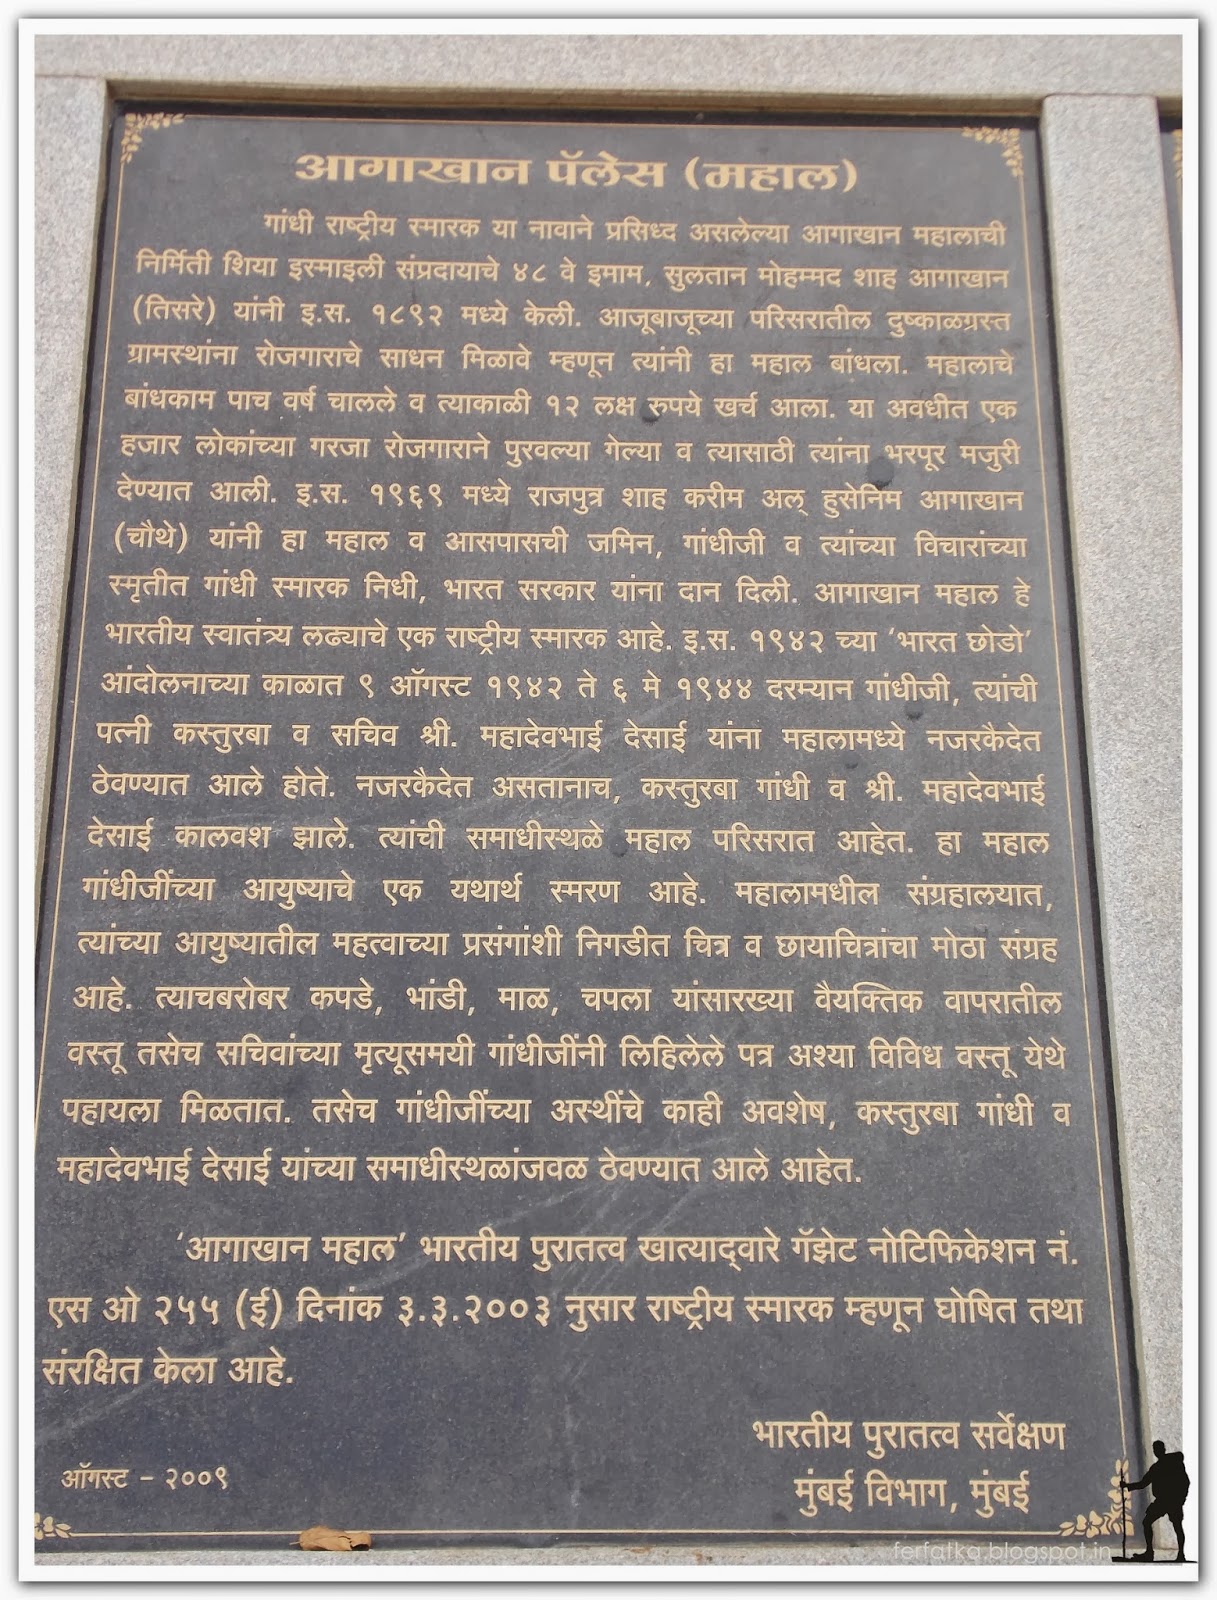 आगाखान पॅलेस (महाल)
गांधी राष्ट्रीय स्मारक या नावाने प्रसिध्द असलेल्या आगाखान महालाची
निर्मिती शिया इस्माइली संप्रदायाचे ४८ वे इमाम, सुलतान मोहम्मद शाह आगाखान
(तिसरे) यांनी इ.स. १८९२ मध्ये केली. आजूबाजूच्या परिसरातील दुष्काळग्रस्त
ग्रामस्थांना रोजगाराचे साधन मिळावे म्हणून त्यांनी हा महाल बांधला. महालाचे
बांधकाम पाच वर्ष चालले व त्याकाळी १२ लक्ष रुपये खर्च आला. या अवधीत एक
हजार लोकांच्या गरजा रोजगाराने पुरवल्या गेल्या व त्यासाठी त्यांना भरपूर मजुरी
देण्यात आली. इ.स. १९६९ मध्ये राजपुत्र शाह करीम अल् हुसेनिम आगाखान
(चौथे) यांनी हा महाल व आसपासची जमिन, गांधीजी व त्यांच्या विचारांच्या
स्मृतीत गांधी स्मारक निधी, भारत सरकार यांना दान दिली. आगाखान महाल हे
भारतीय स्वातंत्र्य लढ्याचे एक राष्ट्रीय स्मारक आहे. इ.स. १९४२ च्या ‘भारत छोडो’
आंदोलनाच्या काळात ९ ऑगस्ट १९४२ ते ६ मे १९४४ दरम्यान गांधीजी, त्यांची
पत्नी कस्तुरबा व सचिव श्री. महादेवभाई देसाई यांना महालामध्ये नजरकैदेत
ठेवण्यात आले होते. नजरकैदेत असतानाच, कस्तुरबा गांधी व श्री. महादेवभाई
देसाई कालवश झाले. त्यांची समाधीस्थळे महाल परिसरात आहेत. हा महाल
गांधीजींच्या आयुष्याचे एक यथार्थ स्मरण आहे. महालामधील संग्रहालयात,
त्यांच्या आयुष्यातील महत्वाच्या प्रसंगांशी निगडीत चित्र व छायाचित्रांचा मोठा संग्रह
आहे. त्याचबरोबर कपडे, भांडी, माळ, चपला यांसारख्या वैयक्तिक वापरातील
वस्तू तसेच सचिवांच्या मृत्यूसमयी गांधीजींनी लिहिलेले पत्र अश्या विविध वस्तू येथे
पहायला मिळतात. तसेच गांधीजींच्या अस्थींचे काही अवशेष, कस्तुरबा गांधी व
महादेवभाई देसाई यांच्या समाधीस्थळांजवळ ठेवण्यात आले आहेत.
‘आगाखान महाल’ भारतीय पुरातत्व खात्याद्वारे गॅझेट नोटिफिकेशन नं.
एस ओ २५५ (ई) दिनांक ३.३.२००३ नुसार राष्ट्रीय स्मारक म्हणून घोषित तथा
संरक्षित केला आहे.
भारतीय पुरातत्व सर्वेक्षण
ऑगस्ट - २००९
मुंबई विभाग, मुंबई
ferfatka.blogspot.in